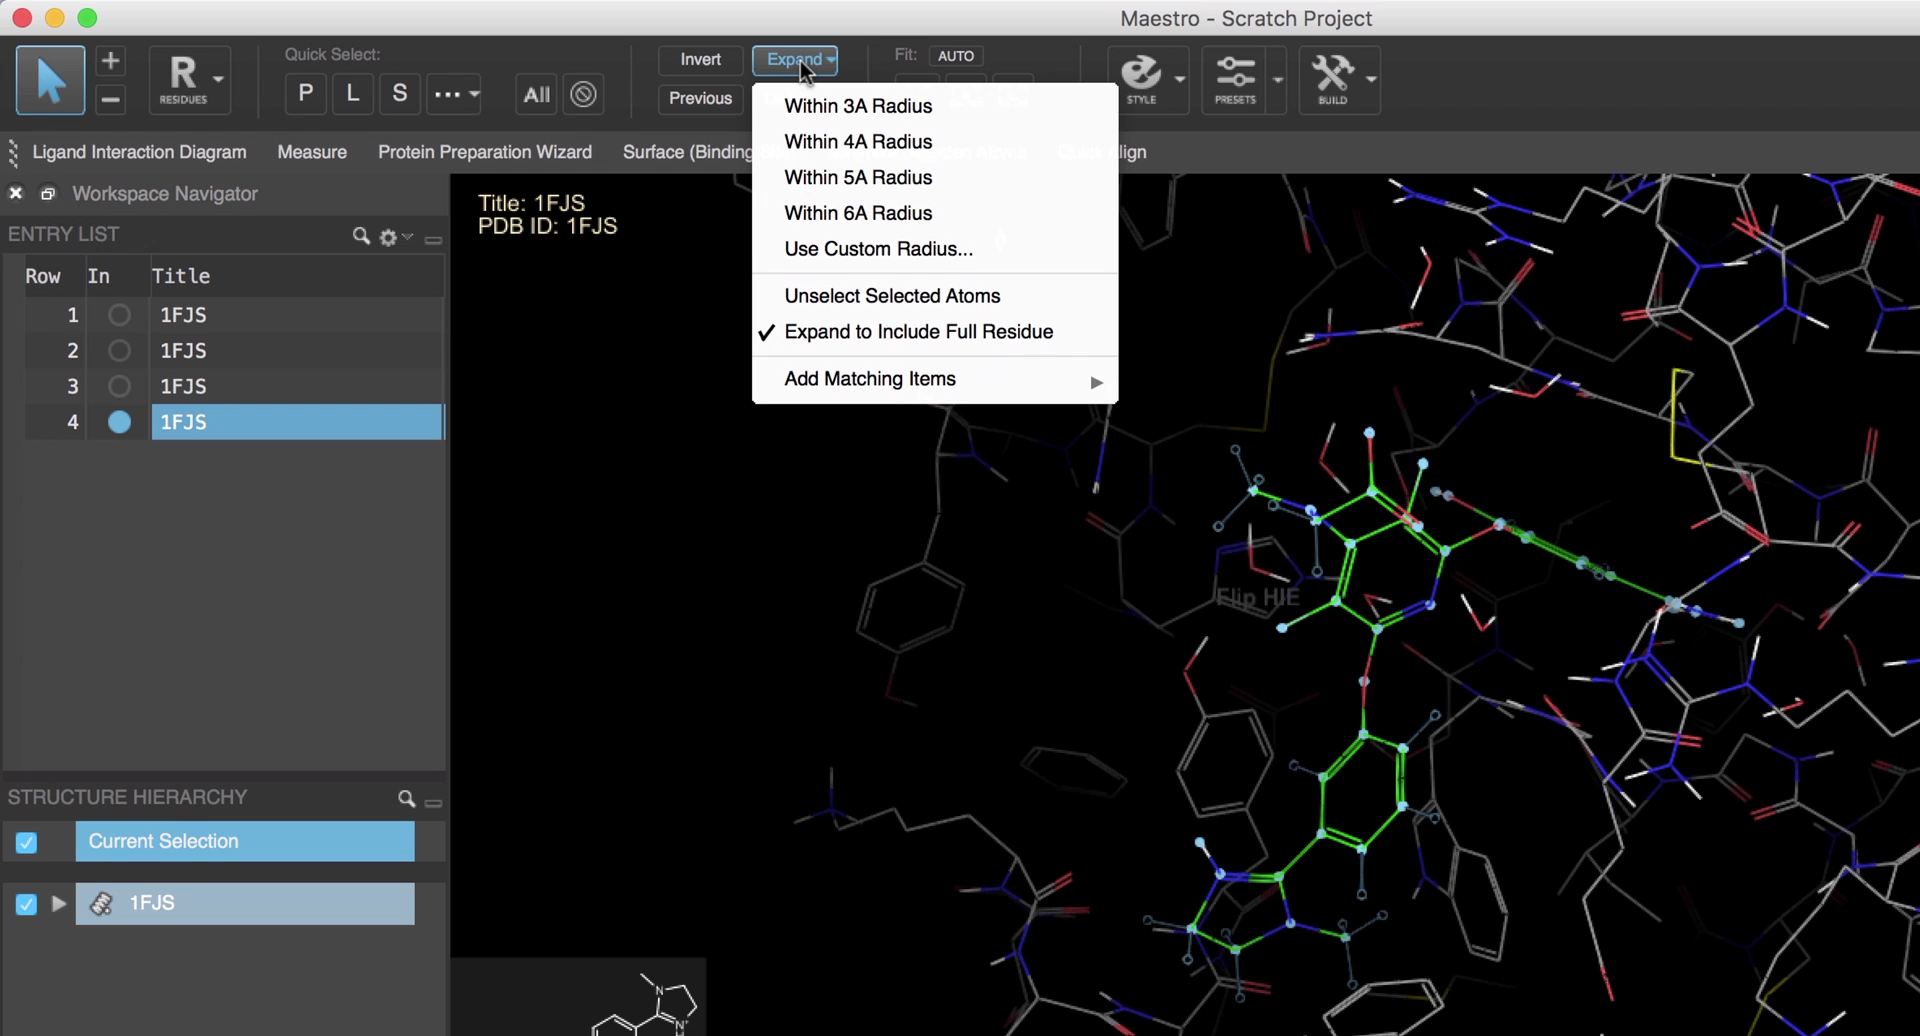 Maestro - Scratch Project
R
RESIDUES
Quick Select:
P L S ... All
Invert
Previous
Expand
Fit: AUTO
STYLE
PRESETS
BUILD
Ligand Interaction Diagram Measure Protein Preparation Wizard Surface (Binding Align
Within 3A Radius
Within 4A Radius
Within 5A Radius
Within 6A Radius
Use Custom Radius...
Unselect Selected Atoms
✓ Expand to Include Full Residue
Add Matching Items
Workspace Navigator
ENTRY LIST
Row In Title
1 1FJS
2 1FJS
3 1FJS
4 1FJS
STRUCTURE HIERARCHY
Current Selection
1FJS
Title: 1FJS
PDB ID: 1FJS
Flip HIE
N
N+